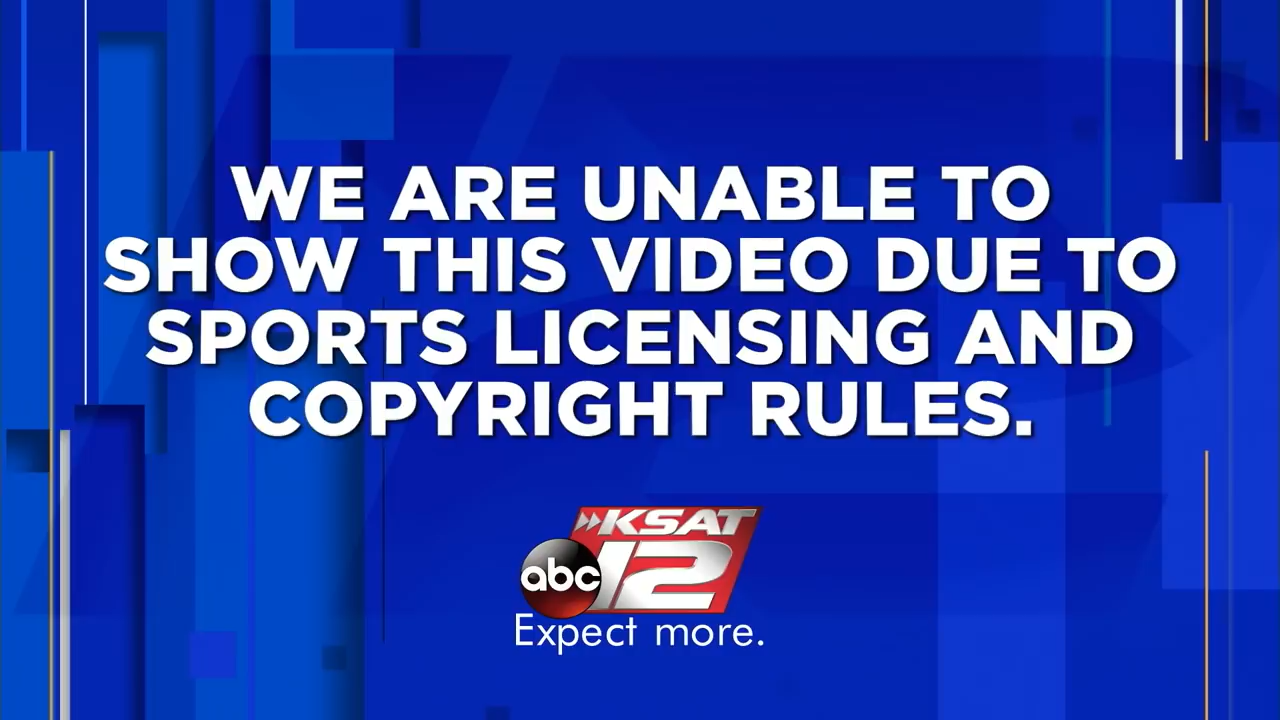 WE ARE UNABLE TO
SHOW THIS VIDEO DUE TO
SPORTS LICENSING AND
COPYRIGHT RULES.
KSAT
abc 12
Expect more.